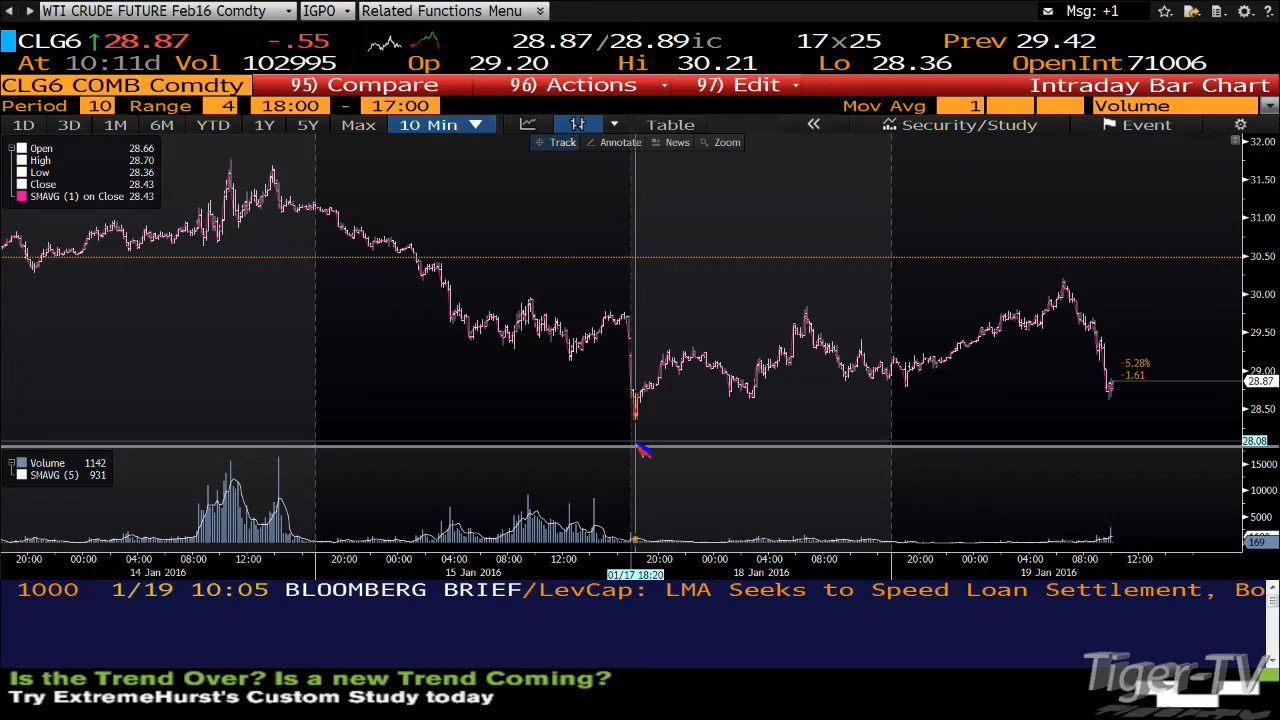 WTI CRUDE FUTURE Feb16 Comdty IGPO Related Functions Menu Msg: +1
CLG6 ↑28.87 -.55 28.87/28.89ic 17x25 Prev 29.42
At 10:11d Vol 102995 Op 29.20 Hi 30.21 Lo 28.36 OpenInt 71006
CLG6 COMB Comdty 95) Compare 96) Actions 97) Edit Intraday Bar Chart
Period 10 Range 4 18:00 - 17:00 Mov Avg 1 Volume
1D 3D 1M 6M YTD 1Y 5Y Max 10 Min Table « Security/Study Event
Track Annotate News Zoom
Open 28.66
High 28.70
Low 28.36
Close 28.43
SMAVG (1) on Close 28.43
32.00
31.50
31.00
30.50
30.00
29.50
29.00
28.87
28.50
28.08
-5.28%
-1.61
Volume 1142
SMAVG (5) 931
15000
10000
5000
169
20:00 00:00 04:00 08:00 12:00 20:00 00:00 04:00 08:00 12:00 20:00 00:00 04:00 08:00 20:00 00:00 04:00 08:00 12:00
14 Jan 2016 15 Jan 2016 01/17 18:20 18 Jan 2016 19 Jan 2016
1000 1/19 10:05 BLOOMBERG BRIEF/LevCap: LMA Seeks to Speed Loan Settlement, Bo
Is the Trend Over? Is a new Trend Coming?
Try ExtremeHurst's Custom Study today
Tiger-TV